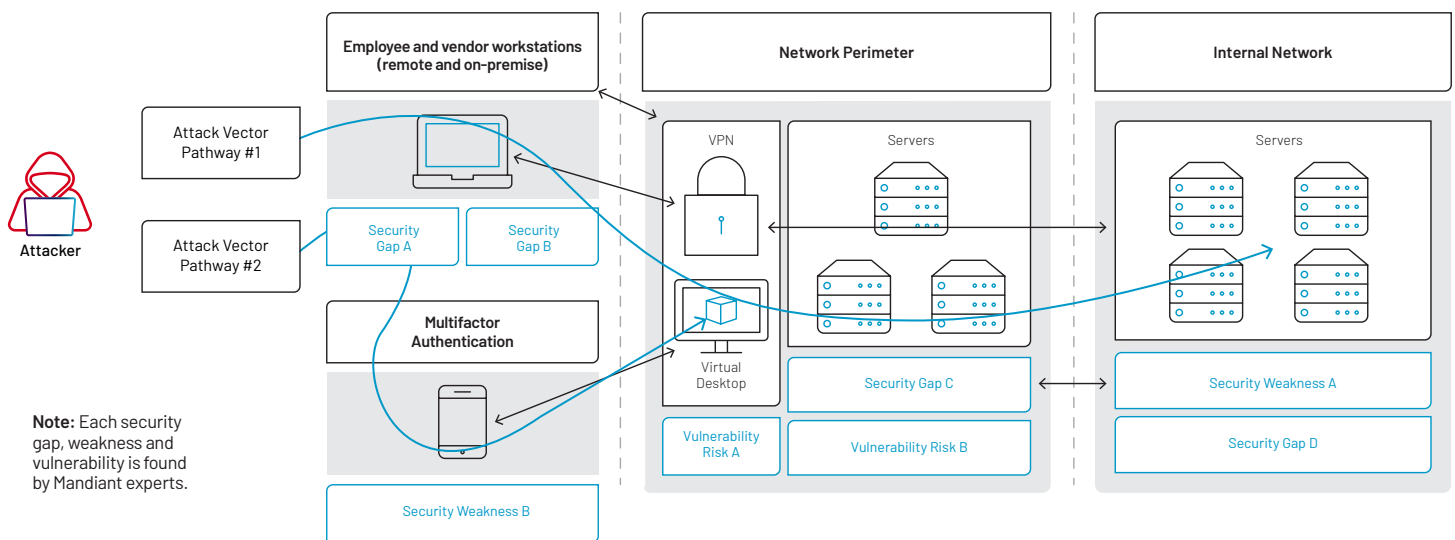 Employee and vendor workstations
(remote and on-premise)
Network Perimeter
Internal Network
Attack Vector
Pathway #1
Attack Vector
Pathway #2
Attacker
Security
Gap A
Security
Gap B
Multifactor
Authentication
Security Weakness B
VPN
Virtual
Desktop
Vulnerability
Risk A
Servers
Security Gap C
Vulnerability Risk B
Servers
Security Weakness A
Security Gap D
Note: Each security
gap, weakness and
vulnerability is found
by Mandiant experts.